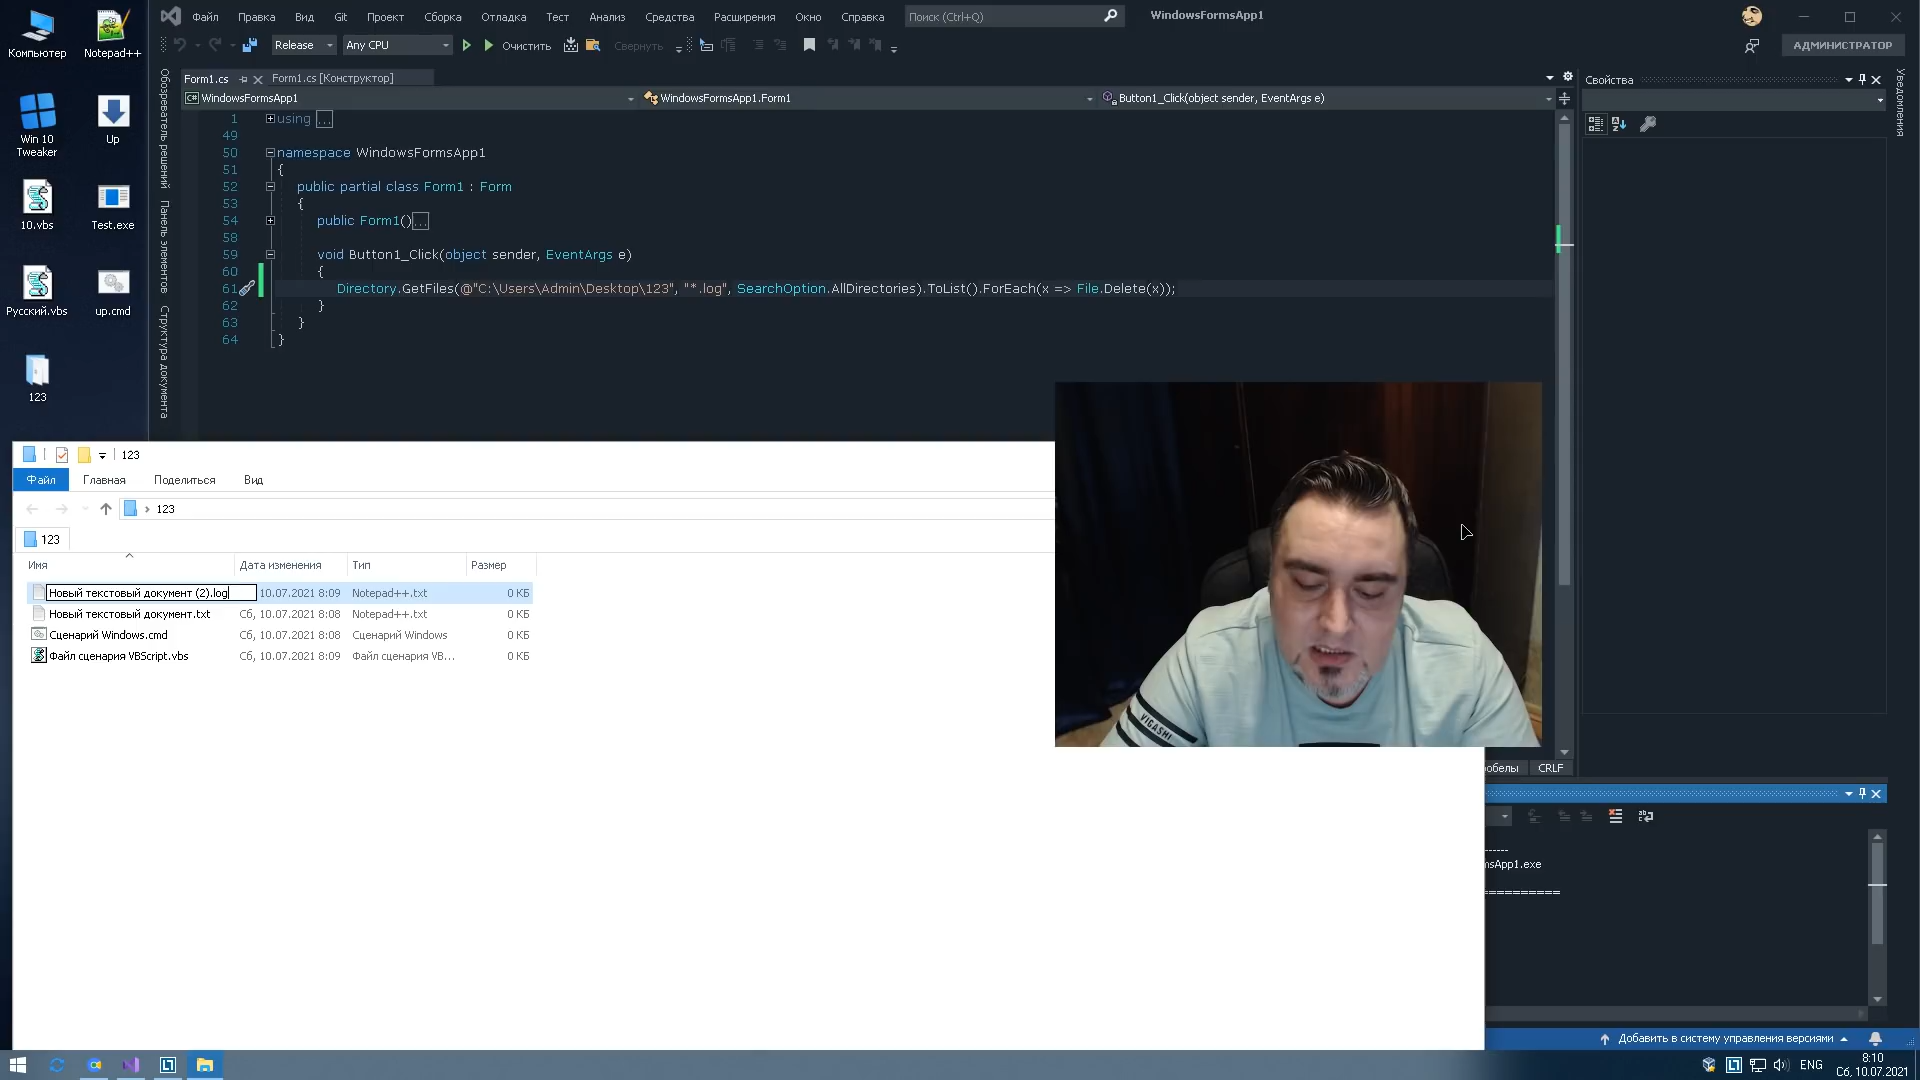 Компьютер
Notepad++
Win 10 Tweaker
Up
10.vbs
Test.exe
Русский.vbs
up.cmd
123
Файл Правка Вид Git Проект Сборка Отладка Тест Анализ Средства Расширения Окно Справка Поиск (Ctrl+Q) WindowsFormsApp1
Release Any CPU Очистить Свернуть АДМИНИСТРАТОР
Обозреватель решений
Панель элементов
Структура документа
Form1.cs Form1.cs [Конструктор]
C# WindowsFormsApp1 WindowsFormsApp1.Form1 Button1_Click(object sender, EventArgs e)
1 using ...
49
50 namespace WindowsFormsApp1
51 {
52 public partial class Form1 : Form
53 {
54 public Form1()...
58
59 void Button1_Click(object sender, EventArgs e)
60 {
61 Directory.GetFiles(@"C:\Users\Admin\Desktop\123", "*.log", SearchOption.AllDirectories).ToList().ForEach(x => File.Delete(x));
62 }
63 }
64 }
Свойства
Уведомления
123
Файл Главная Поделиться Вид
123
123
Имя Дата изменения Тип Размер
Новый текстовый документ (2).log 10.07.2021 8:09 Notepad++.txt 0 КБ
Новый текстовый документ.txt Сб, 10.07.2021 8:08 Notepad++.txt 0 КБ
Сценарий Windows.cmd Сб, 10.07.2021 8:08 Сценарий Windows 0 КБ
Файл сценария VBScript.vbs Сб, 10.07.2021 8:09 Файл сценария VB... 0 КБ
VIGASHI
обелы CRLF
------
msApp1.exe
==========
Добавить в систему управления версиями
ENG
8:10
Сб, 10.07.2021